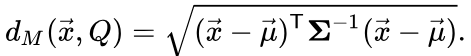 $d_M(\vec{x}, Q) = \sqrt{(\vec{x} - \vec{\mu})^{\mathsf{T}} \mathbf{\Sigma}^{-1} (\vec{x} - \vec{\mu})}.$